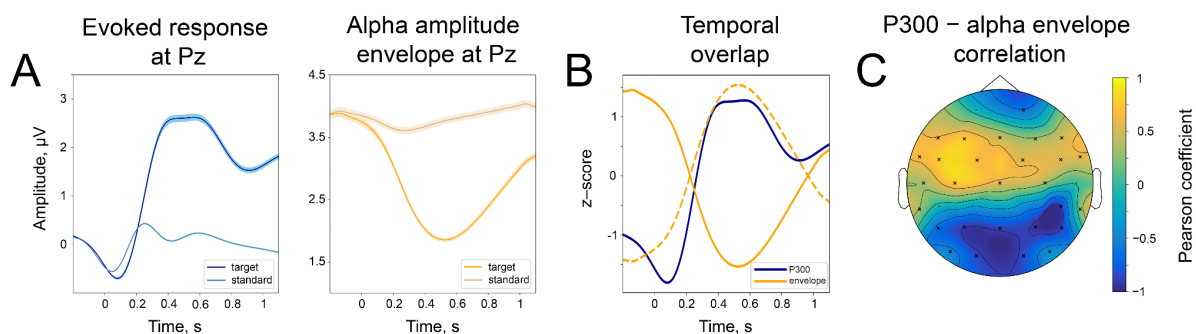 A
Evoked response
at Pz
Amplitude, µV
3
2
1
0
0 0.2 0.4 0.6 0.8 1
Time, s
target
standard
Alpha amplitude
envelope at Pz
4.5
3.5
2.5
1.5
0 0.2 0.4 0.6 0.8 1
Time, s
target
standard
B
Temporal
overlap
z−score
1
0
-1
0 0.2 0.4 0.6 0.8 1
Time, s
P300
envelope
C
P300 − alpha envelope
correlation
1
0.5
0
−0.5
−1
Pearson coefficient